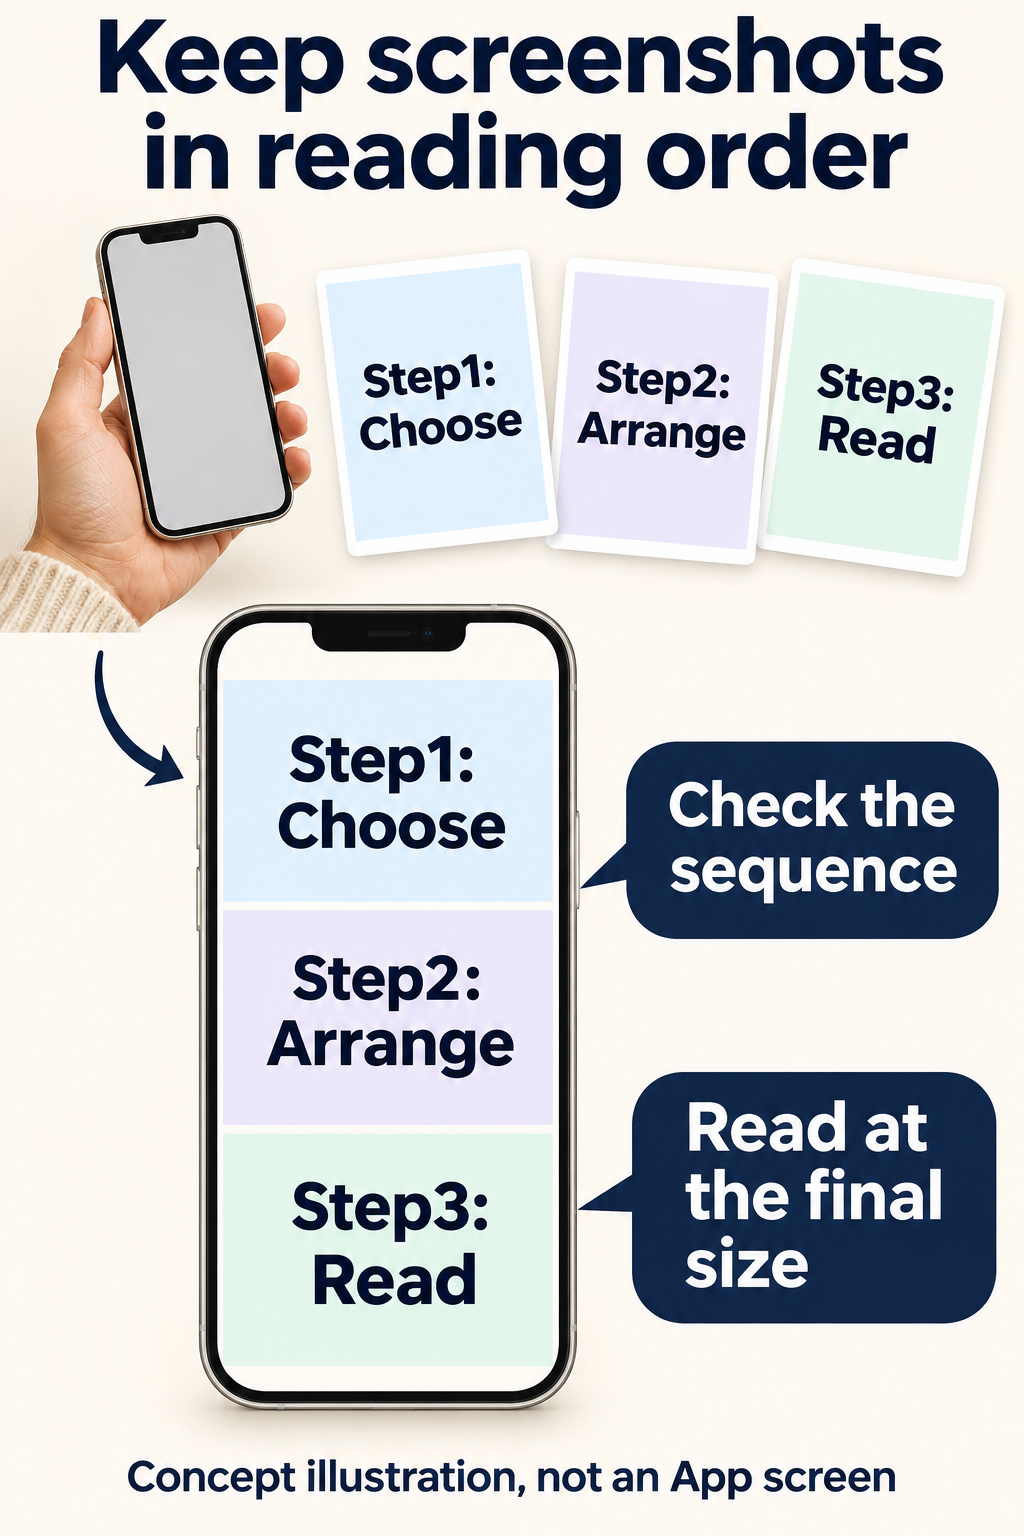 Keep screenshots
in reading order
Step1:
Choose
Step2:
Arrange
Step3:
Read
Step1:
Choose
Step2:
Arrange
Step3:
Read
Check the
sequence
Read at
the final
size
Concept illustration, not an App screen